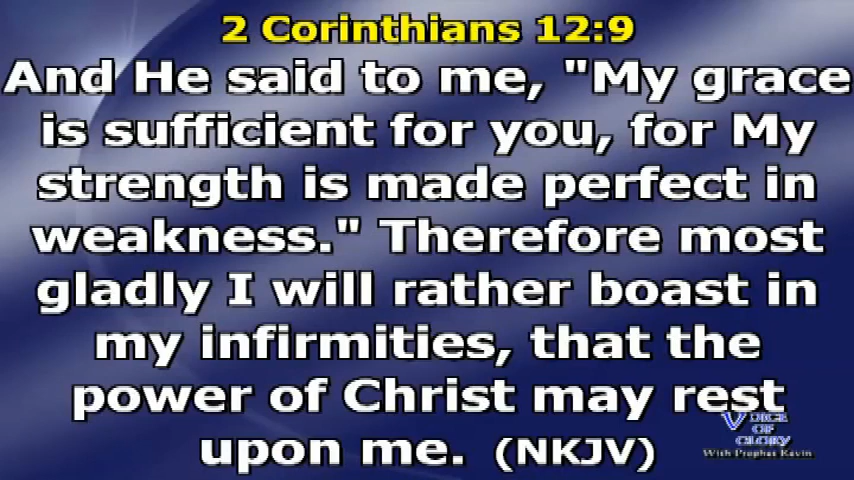 2 Corinthians 12:9
And He said to me, "My grace
is sufficient for you, for My
strength is made perfect in
weakness." Therefore most
gladly I will rather boast in
my infirmities, that the
power of Christ may rest
upon me. (NKJV)
VOICE
OF
GLORY
With Prophet Kevin